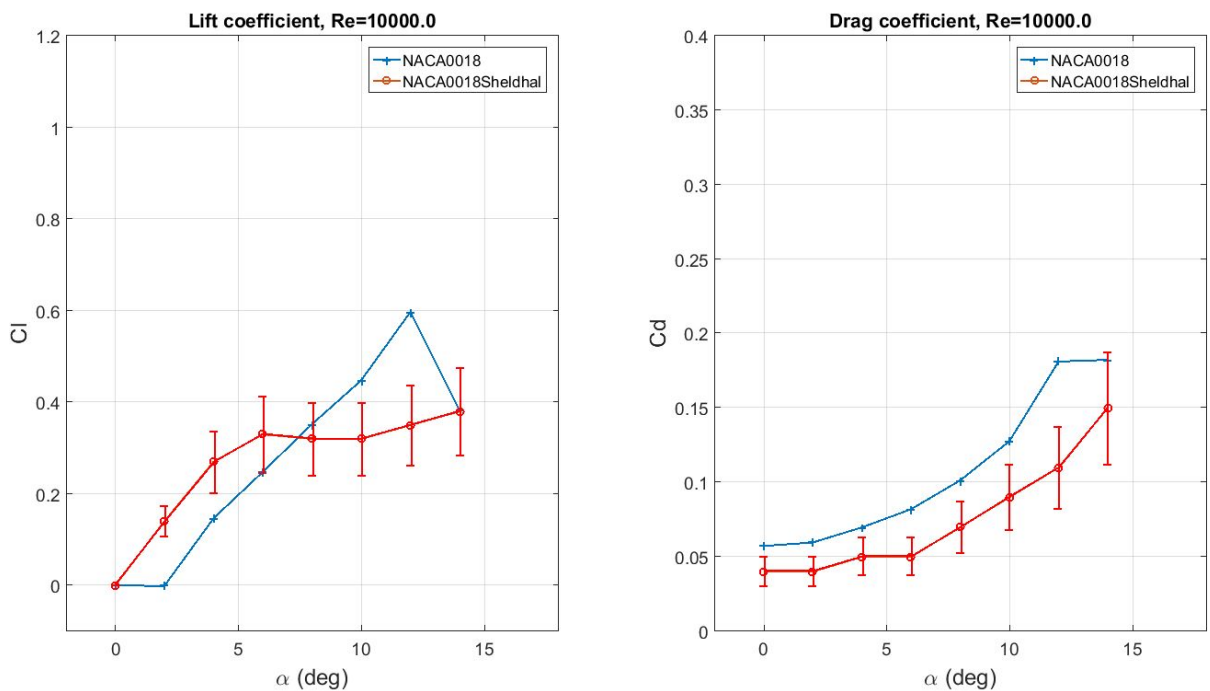 Lift coefficient, Re=10000.0
1.2
1
0.8
0.6
0.4
0.2
0
Cl
0
5
10
15
α (deg)
NACA0018
NACA0018Sheldhal
Drag coefficient, Re=10000.0
0.4
0.35
0.3
0.25
0.2
0.15
0.1
0.05
0
Cd
0
5
10
15
α (deg)
NACA0018
NACA0018Sheldhal